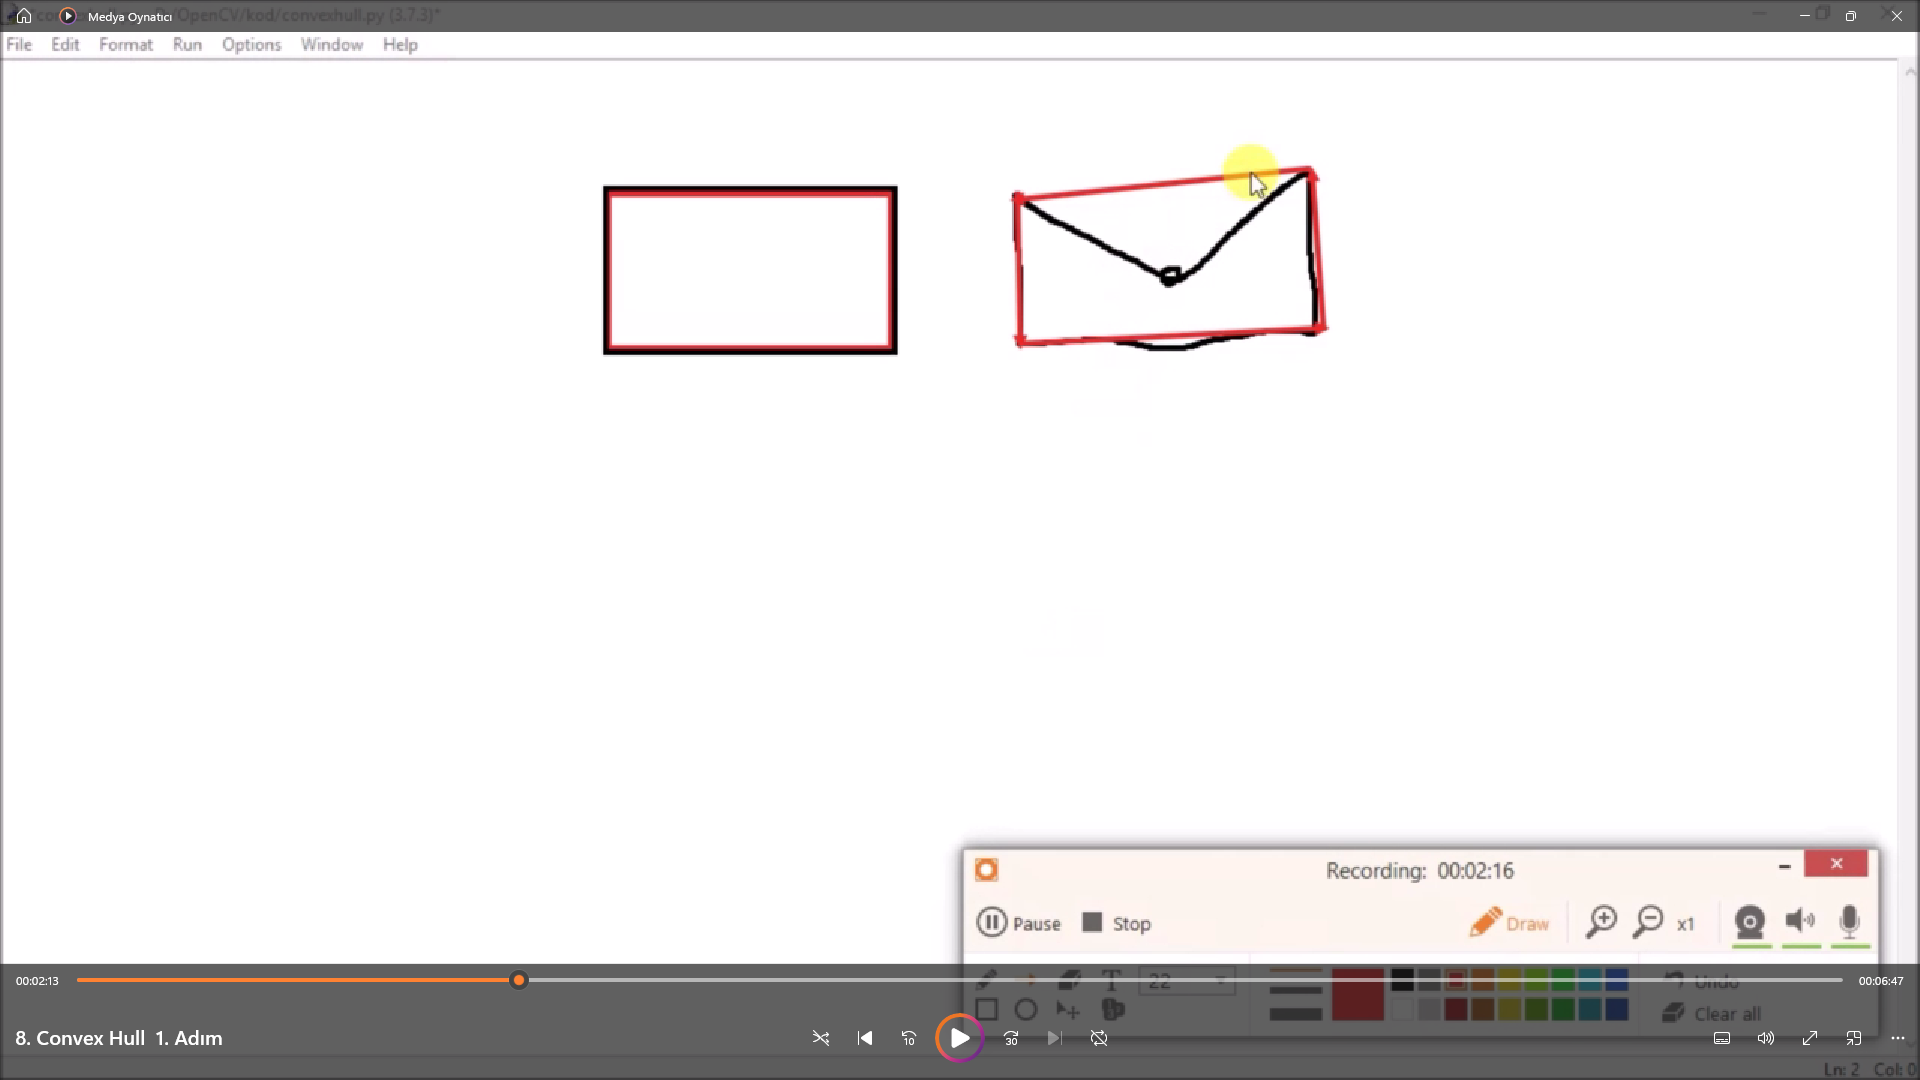 Medya Oynatıcı
/OpenCV/kod/convexhull.py (3.7.3)*
File Edit Format Run Options Window Help
Recording: 00:02:16
Pause Stop Draw x1
00:02:13
T 22 Undo
00:06:47
Clear all
8. Convex Hull 1. Adım
10
30
Ln: 2 Col: 0